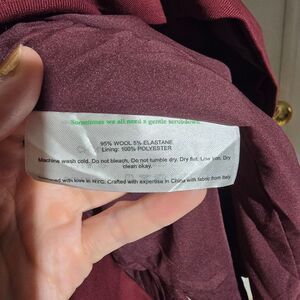 Sometimes we all need a gentle scrubdown.
95% WOOL 5% ELASTANE
Lining: 100% POLYESTER
Machine wash cold. Do not bleach. Do not tumble dry. Dry flat. Low iron. Dry
clean okay.
with love in NYC. Crafted with expertise in China with fabric from Italy